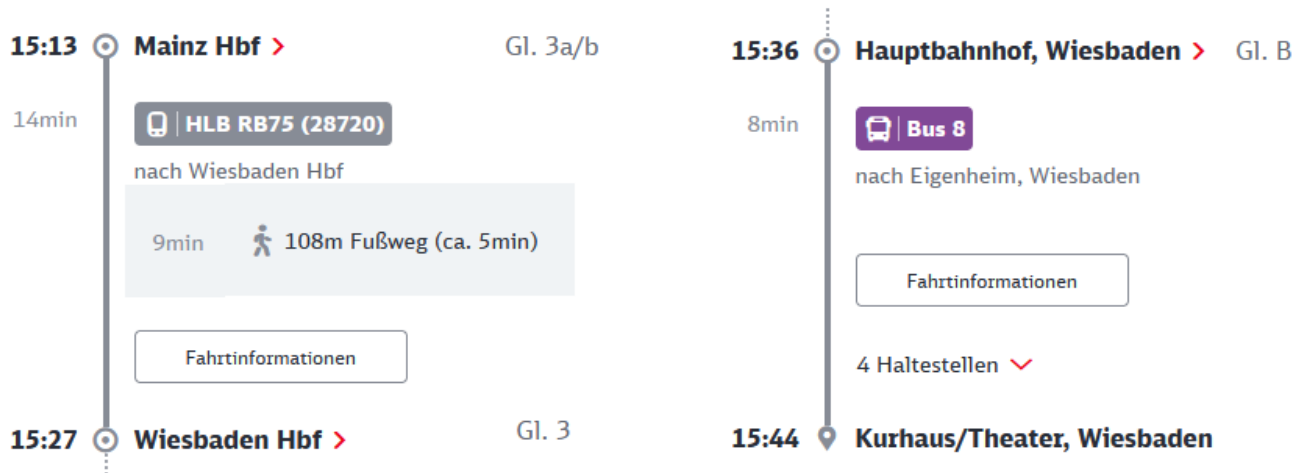 15:13 Mainz Hbf > Gl. 3a/b
14min HLB RB75 (28720)
nach Wiesbaden Hbf
9min 108m Fußweg (ca. 5min)
Fahrtinformationen
15:27 Wiesbaden Hbf > Gl. 3
15:36 Hauptbahnhof, Wiesbaden > Gl. B
8min Bus 8
nach Eigenheim, Wiesbaden
Fahrtinformationen
4 Haltestellen
15:44 Kurhaus/Theater, Wiesbaden